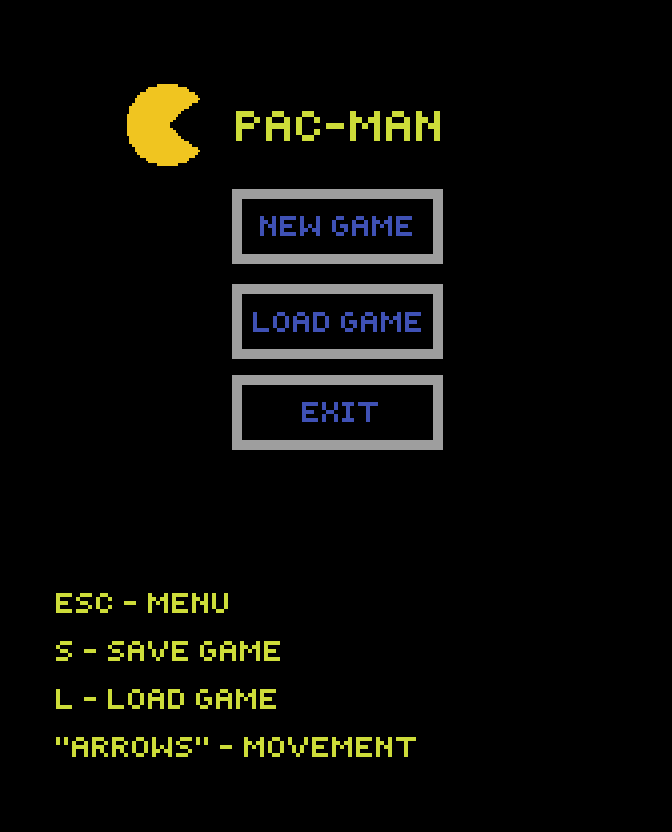 PAC-MAN
NEW GAME
LOAD GAME
EXIT
ESC - MENU
S - SAVE GAME
L - LOAD GAME
"ARROWS" - MOVEMENT